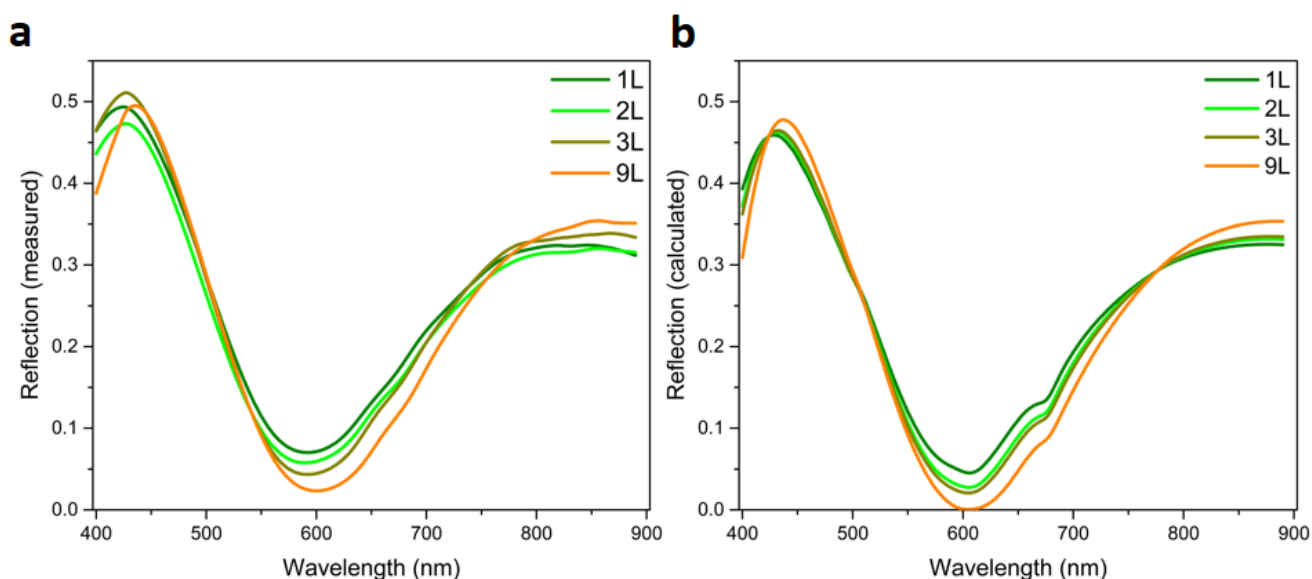 a
Reflection (measured)
0.5
0.4
0.3
0.2
0.1
0.0
400 500 600 700 800 900
Wavelength (nm)
1L
2L
3L
9L
b
Reflection (calculated)
0.5
0.4
0.3
0.2
0.1
0.0
400 500 600 700 800 900
Wavelength (nm)
1L
2L
3L
9L